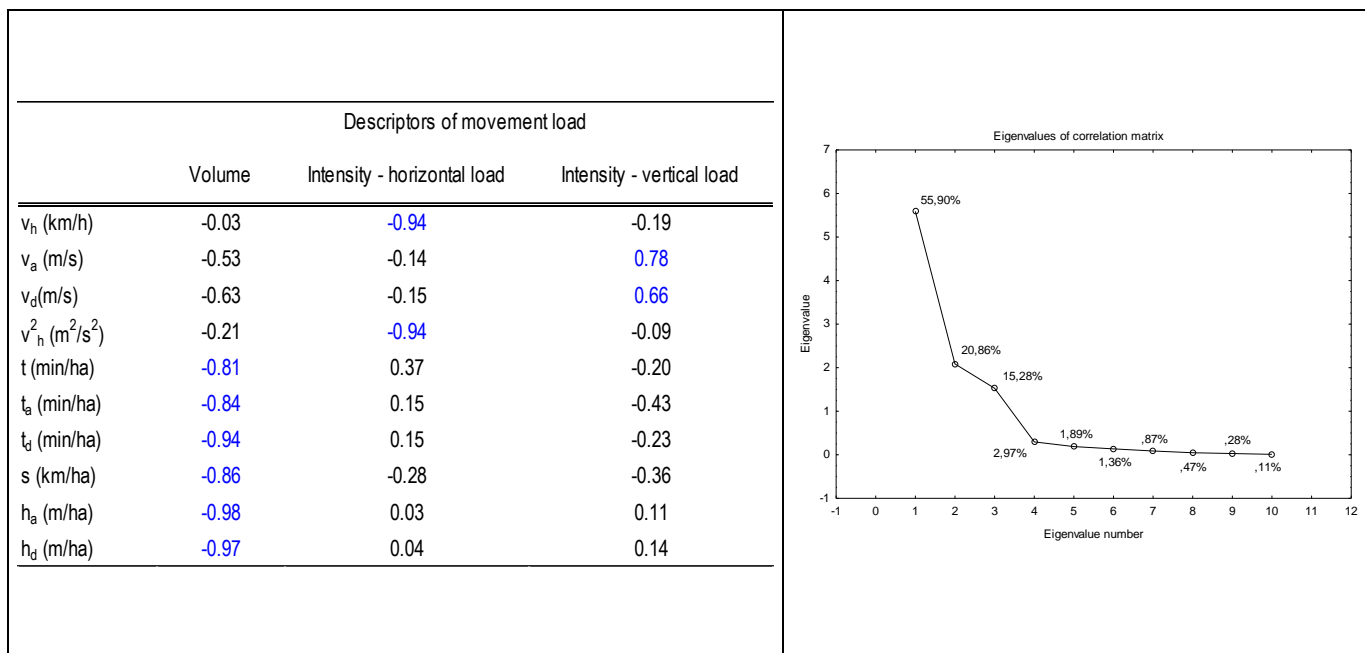 Descriptors of movement load
Volume Intensity - horizontal load Intensity - vertical load
vₕ (km/h) -0.03 -0.94 -0.19
vₐ (m/s) -0.53 -0.14 0.78
v_d(m/s) -0.63 -0.15 0.66
v²ₕ (m²/s²) -0.21 -0.94 -0.09
t (min/ha) -0.81 0.37 -0.20
tₐ (min/ha) -0.84 0.15 -0.43
t_d (min/ha) -0.94 0.15 -0.23
s (km/ha) -0.86 -0.28 -0.36
hₐ (m/ha) -0.98 0.03 0.11
h_d (m/ha) -0.97 0.04 0.14
Eigenvalues of correlation matrix
7
6
5
4
3
2
1
0
-1
Eigenvalue
55,90%
20,86%
15,28%
2,97%
1,89%
1,36%
,87%
,47%
,28%
,11%
-1 0 1 2 3 4 5 6 7 8 9 10 11 12
Eigenvalue number